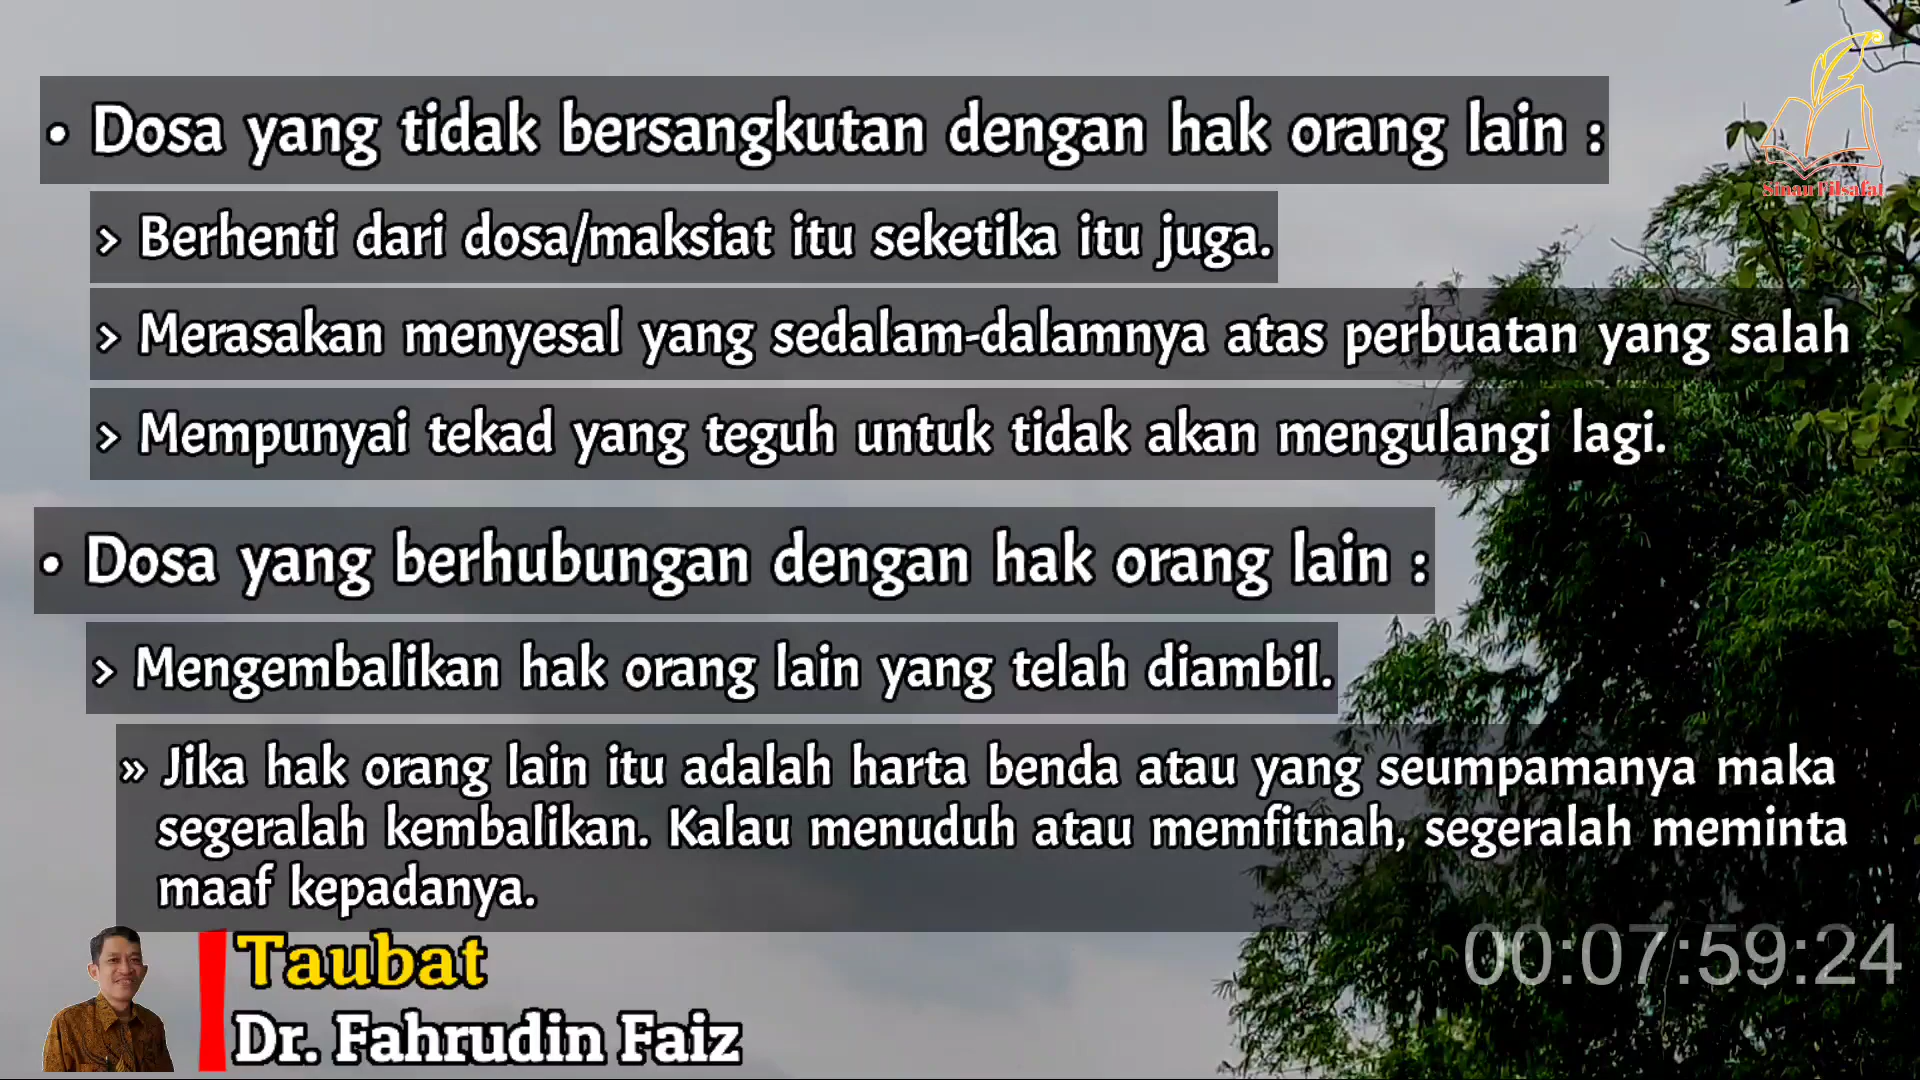 • Dosa yang tidak bersangkutan dengan hak orang lain :
> Berhenti dari dosa/maksiat itu seketika itu juga.
> Merasakan menyesal yang sedalam-dalamnya atas perbuatan yang salah
> Mempunyai tekad yang teguh untuk tidak akan mengulangi lagi.
• Dosa yang berhubungan dengan hak orang lain :
> Mengembalikan hak orang lain yang telah diambil.
» Jika hak orang lain itu adalah harta benda atau yang seumpamanya maka
segeralah kembalikan. Kalau menuduh atau memfitnah, segeralah meminta
maaf kepadanya.
Taubat
Dr. Fahrudin Faiz
00:07:59:24
Sinau Filsafat